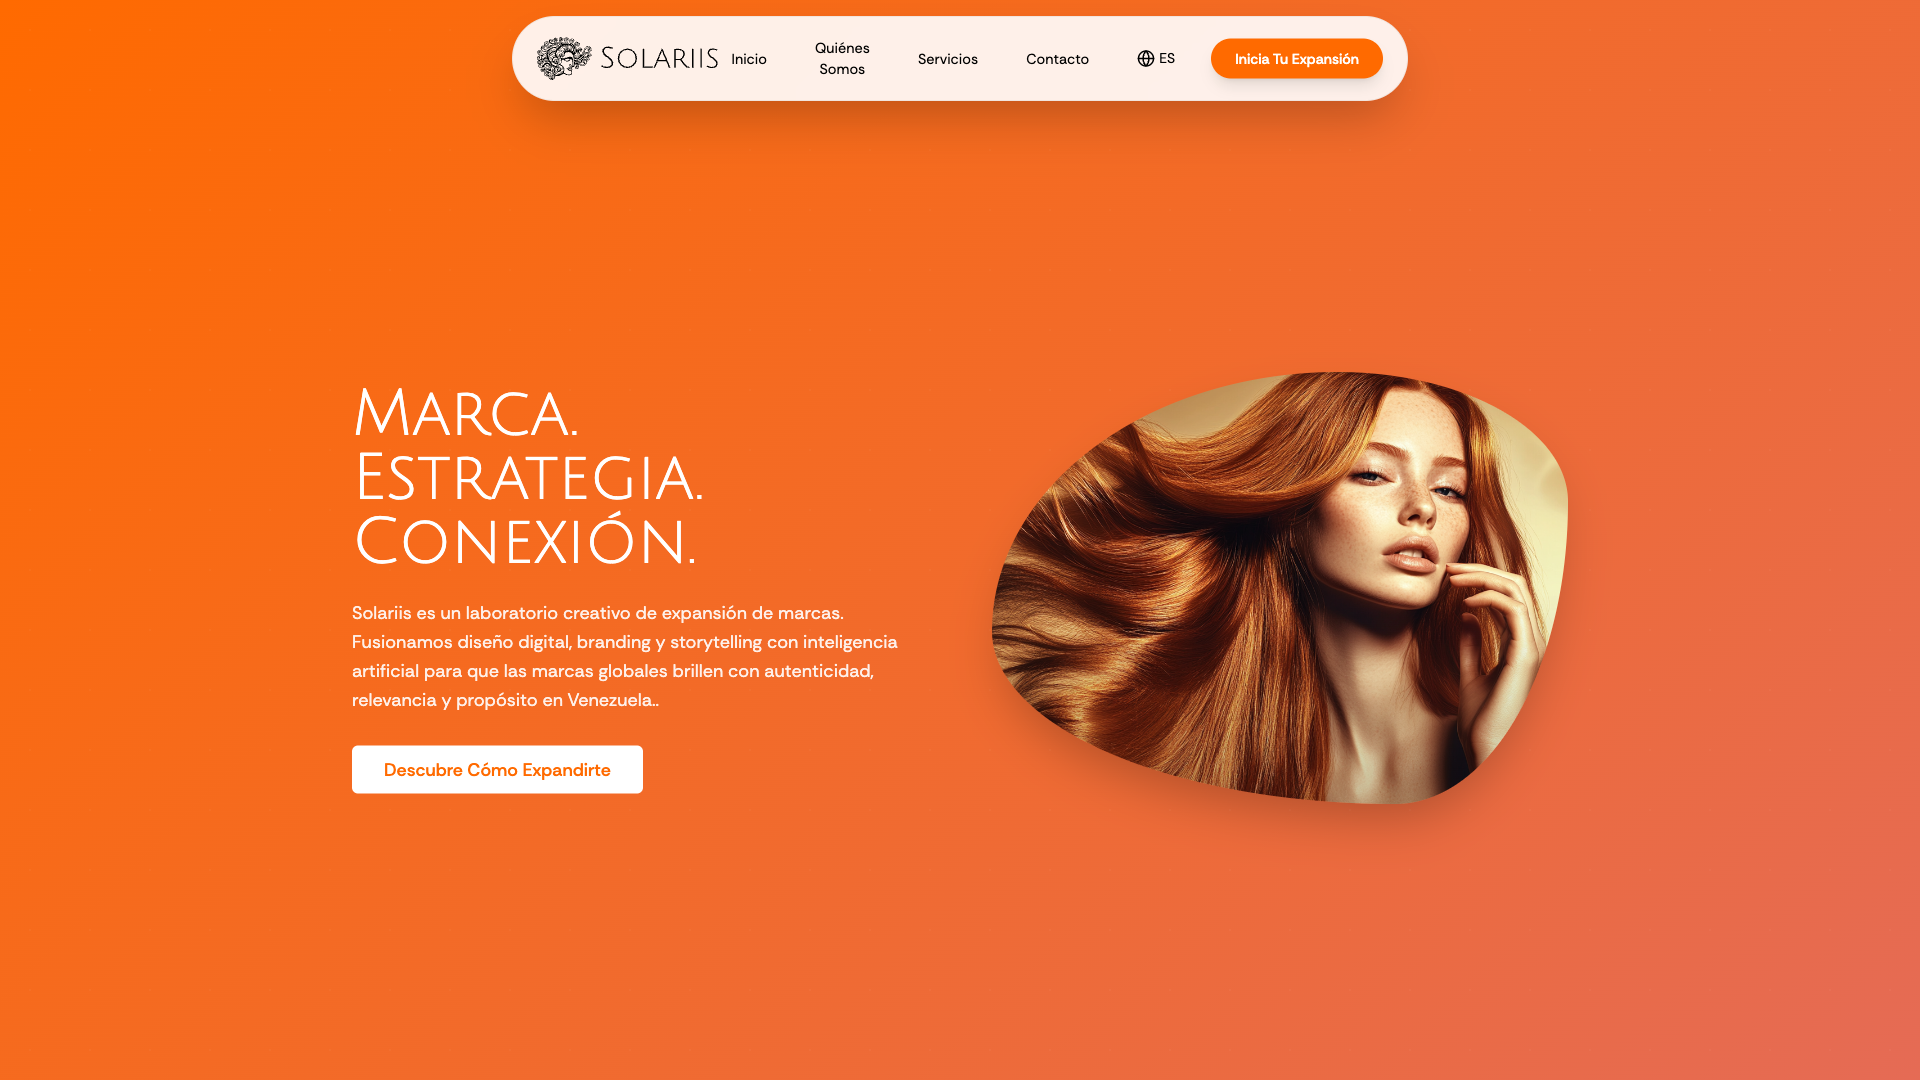 SOLARIIS
Inicio
Quiénes
Somos
Servicios
Contacto
ES
Inicia Tu Expansión
MARCA.
ESTRATEGIA.
CONEXIÓN.
Solariis es un laboratorio creativo de expansión de marcas.
Fusionamos diseño digital, branding y storytelling con inteligencia
artificial para que las marcas globales brillen con autenticidad,
relevancia y propósito en Venezuela..
Descubre Cómo Expandirte